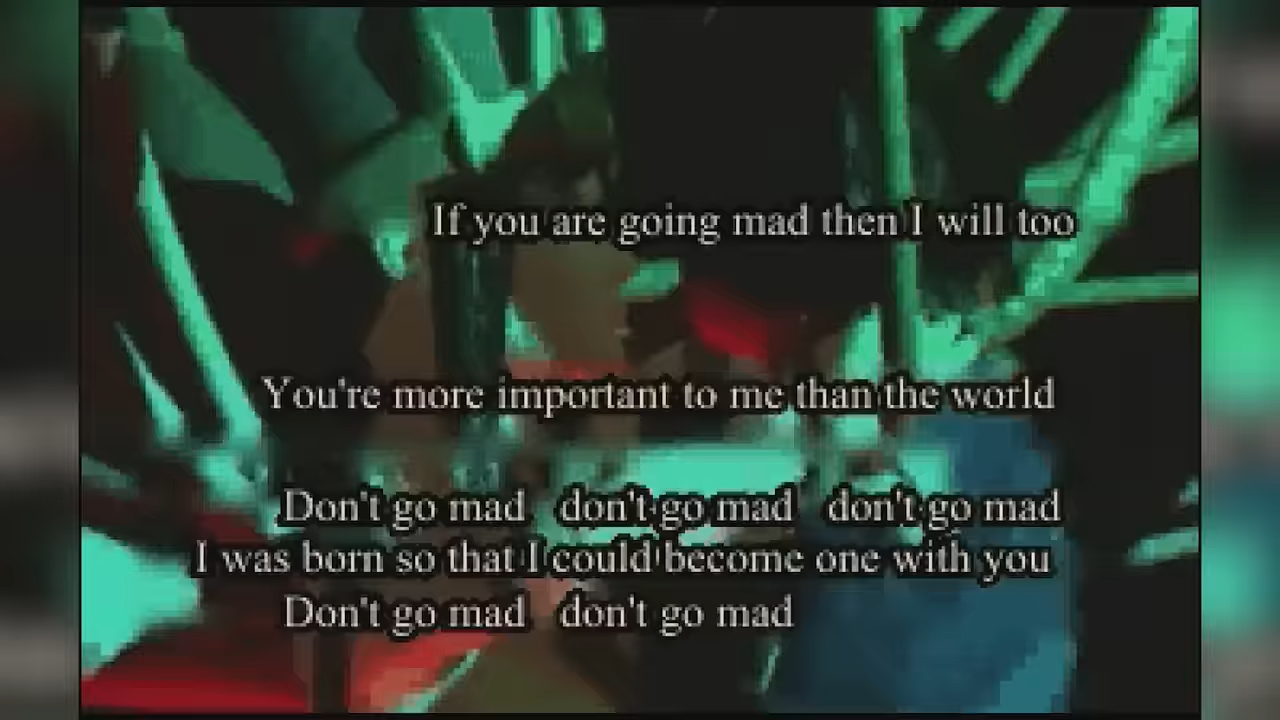 If you are going mad then I will too
You're more important to me than the world
Don't go mad don't go mad don't go mad
I was born so that I could become one with you
Don't go mad don't go mad